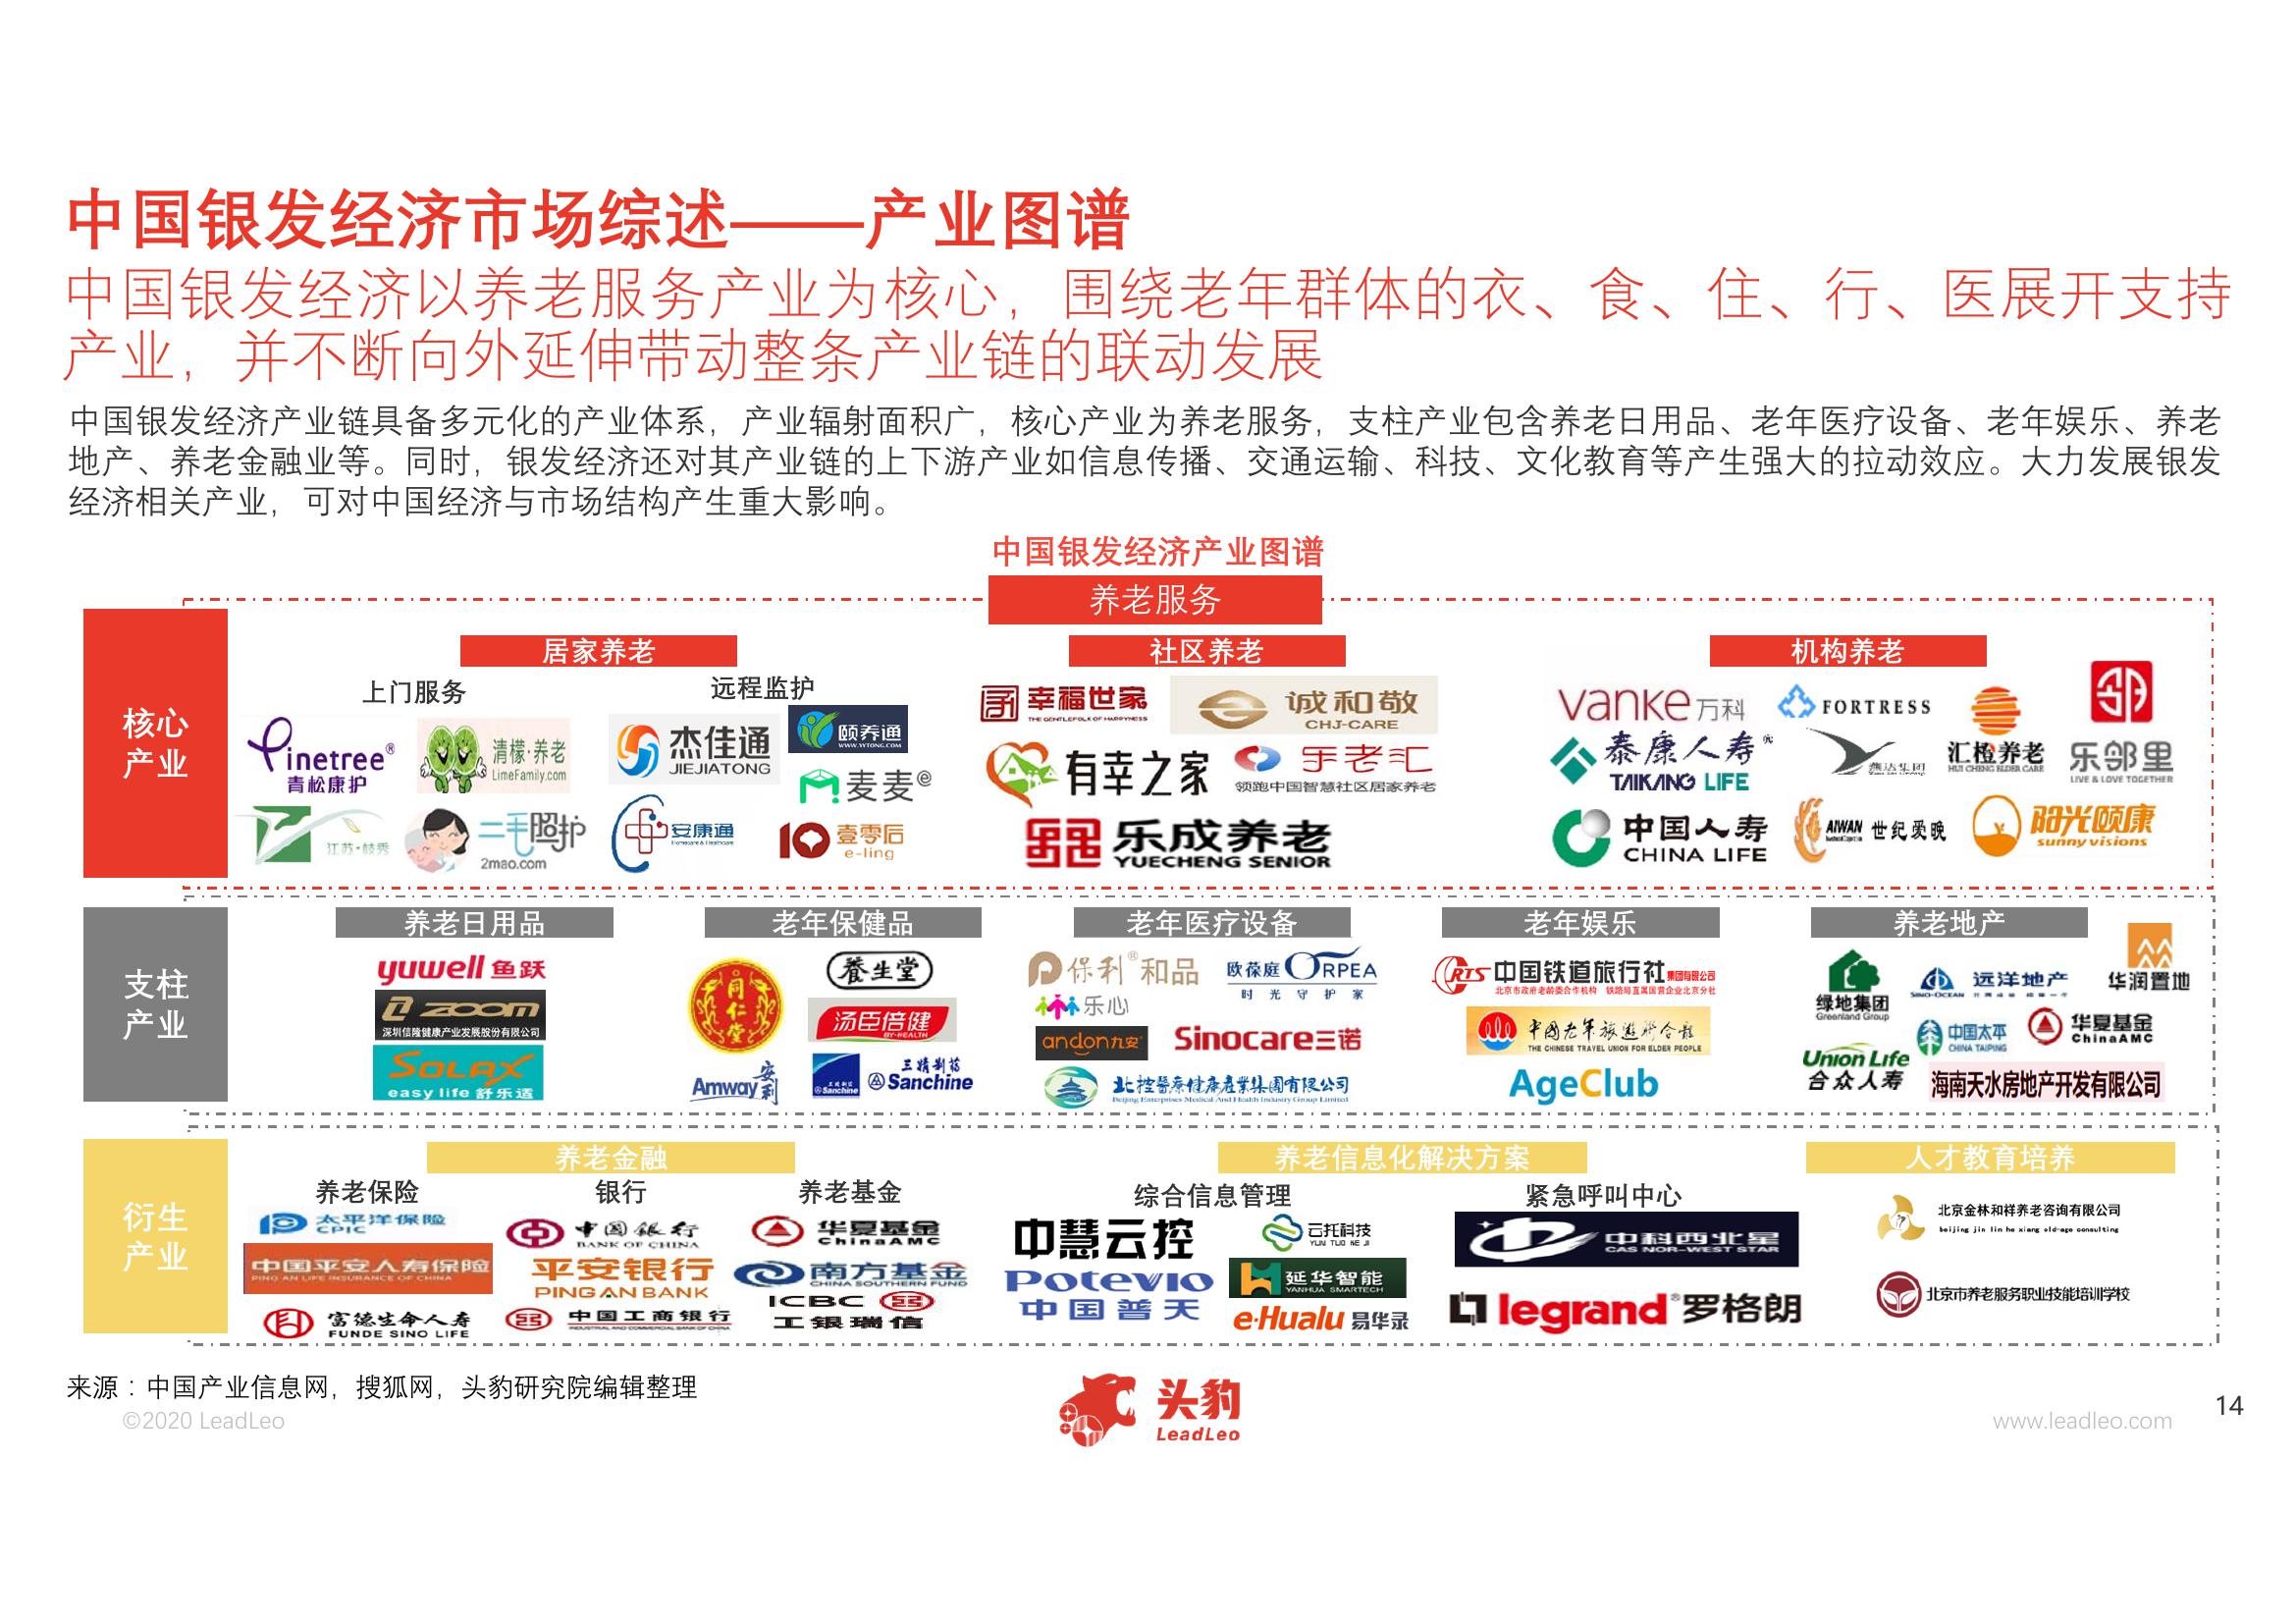 中国银发经济市场综述——产业图谱
中国银发经济以养老服务产业为核心，围绕老年群体的衣、食、住、行、医展开支持
产业，并不断向外延伸带动整条产业链的联动发展
中国银发经济产业链具备多元化的产业体系，产业辐射面积广，核心产业为养老服务，支柱产业包含养老日用品、老年医疗设备、老年娱乐、养老
地产、养老金融业等。同时，银发经济还对其产业链的上下游产业如信息传播、交通运输、科技、文化教育等产生强大的拉动效应。大力发展银发
经济相关产业，可对中国经济与市场结构产生重大影响。
中国银发经济产业图谱
养老服务
核心
产业
居家养老
上门服务
Pinetree®
青松康护
清檬·养老
LimeFamily.com
江苏·
二毛照护
2mao.com
远程监护
杰佳通
JIEJIATONG
颐养通
WWW.YYTONG.COM
麦麦e
安康通
Homecare & Healthcare
壹零后
e-ling
社区养老
幸福世家
THE GENTLEFOLK OF HAPPYNESS
诚和敬
CHJ-CARE
有幸之家
乐老汇
领跑中国智慧社区居家养老
乐成养老
YUECHENG SENIOR
机构养老
vanke 万科
FORTRESS
汇橙养老
HUI CHENG ELDER CARE
乐邻里
LIVE & LOVE TOGETHER
泰康人寿
TAIKANG LIFE
燕达集团
中国人寿
CHINA LIFE
AIWAN 世纪爱晚
阳光颐康
sunny visions
支柱
产业
养老日用品
yuwell 鱼跃
ZOOM
深圳信隆健康产业发展股份有限公司
SOLAX
easy life 舒乐适
老年保健品
同仁堂
養生堂
汤臣倍健
BY-HEALTH
Amway 安利
三精制药
Sanchine
三精制药
Sanchine
老年医疗设备
保利®和品
欧葆庭 ORPEA
时 光 守 护 家
乐心
andon九安
Sinocare三诺
北控醫療健康產業集團有限公司
Beijing Enterprises Medical And Health Industry Group Limited
老年娱乐
RTS 中国铁道旅行社集团有限公司
北京市政府老龄委合作机构 铁路局直属国营企业北京分社
中國老年旅遊聯合體
THE CHINESE TRAVEL UNION FOR ELDER PEOPLE
AgeClub
养老地产
绿地集团
Greenland Group
远洋地产
SINO-OCEAN
华润置地
中国太平
CHINA TAIPING
华夏基金
ChinaAMC
Union Life
合众人寿
海南天水房地产开发有限公司
衍生
产业
养老金融
养老保险
太平洋保险
CPIC
中国平安人寿保险
PING AN LIFE INSURANCE OF CHINA
富德生命人寿
FUNDE SINO LIFE
银行
中國銀行
BANK OF CHINA
平安银行
PING AN BANK
中国工商银行
INDUSTRIAL AND COMMERCIAL BANK OF CHINA
养老基金
华夏基金
ChinaAMC
南方基金
CHINA SOUTHERN FUND
ICBC
工银瑞信
养老信息化解决方案
综合信息管理
中慧云控
云托科技
YUN TUO KE JI
Potevio
中国普天
延华智能
YANHUA SMARTECH
e·Hualu 易华录
紧急呼叫中心
中科西北星
CAS NOR-WEST STAR
legrand®罗格朗
人才教育培养
北京金林和祥养老咨询有限公司
beijing jin lin he xiang old-age consulting
北京市养老服务职业技能培训学校
来源：中国产业信息网，搜狐网，头豹研究院编辑整理
©2020 LeadLeo
头豹
LeadLeo
www.leadleo.com
14